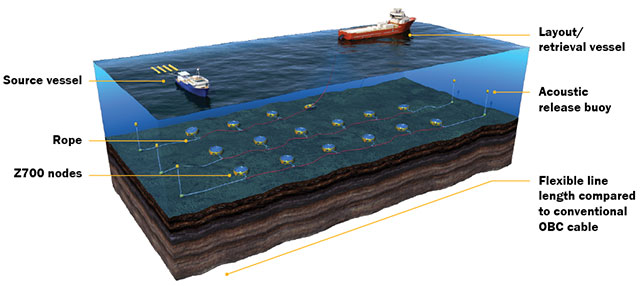 Layout/
retrieval vessel
Source vessel
Acoustic
release buoy
Rope
Z700 nodes
Flexible line
length compared
to conventional
OBC cable